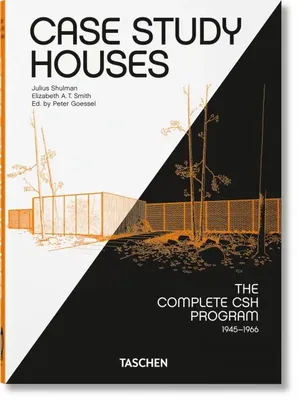 CASE STUDY
HOUSES
Julius Shulman
Elizabeth A.T. Smith
Ed. by Peter Goessel
THE
COMPLETE CSH
PROGRAM
1945–1966
TASCHEN